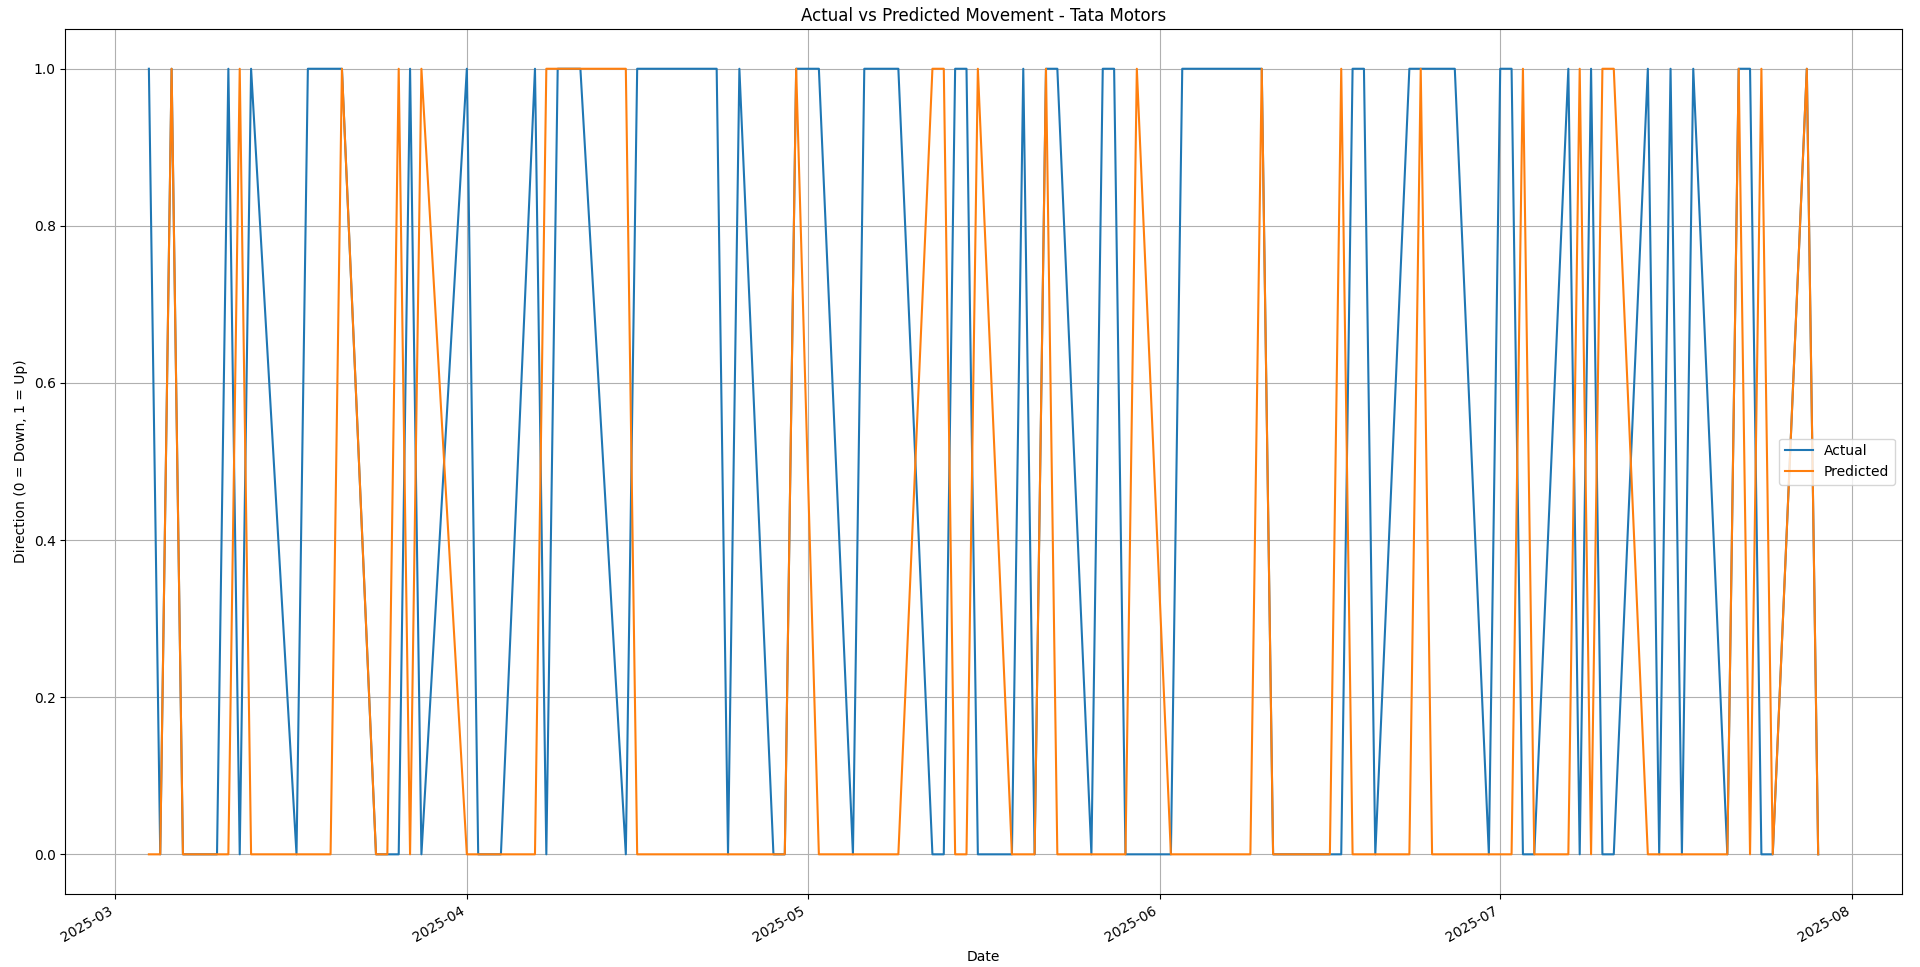 Actual vs Predicted Movement - Tata Motors
Direction (0 = Down, 1 = Up)
1.0
0.8
0.6
0.4
0.2
0.0
Actual
Predicted
2025-03
2025-04
2025-05
2025-06
2025-07
2025-08
Date